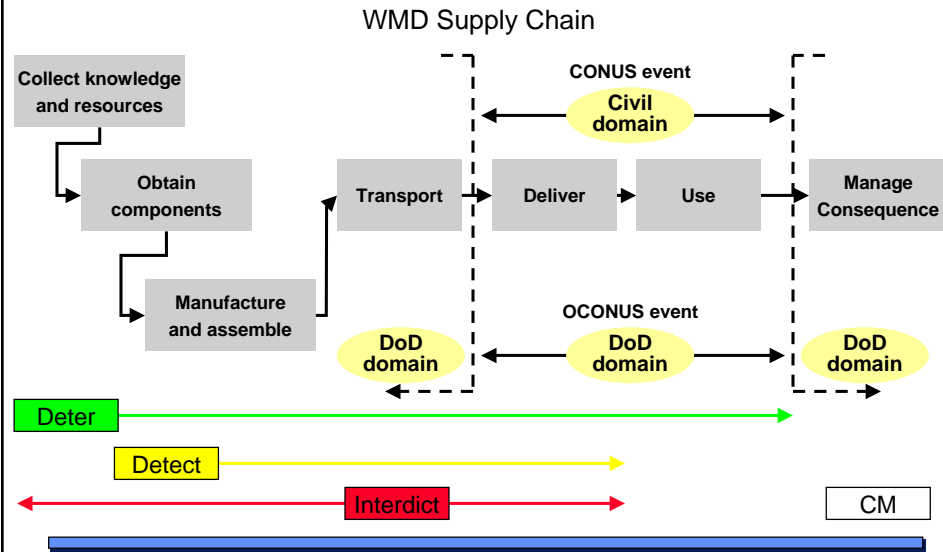 WMD Supply Chain
Collect knowledge
and resources
CONUS event
Civil
domain
Obtain
components
Transport
Deliver
Use
Manage
Consequence
Manufacture
and assemble
OCONUS event
DoD
domain
DoD
domain
DoD
domain
Deter
Detect
Interdict
CM